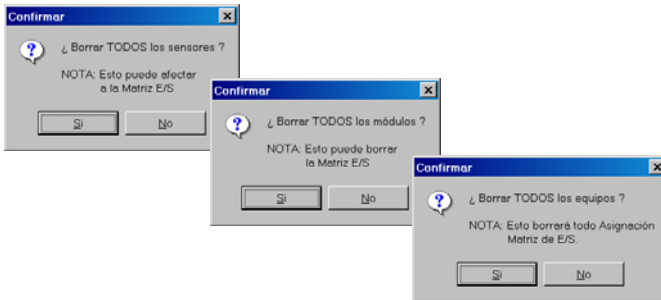 Confirmar
¿ Borrar TODOS los sensores ?
NOTA: Esto puede afectar
a la Matriz E/S
Si No
Confirmar
¿ Borrar TODOS los módulos ?
NOTA: Esto puede borrar
la Matriz E/S
Si No
Confirmar
¿ Borrar TODOS los equipos ?
NOTA: Esto borrará todo Asignación
Matriz de E/S.
Si No